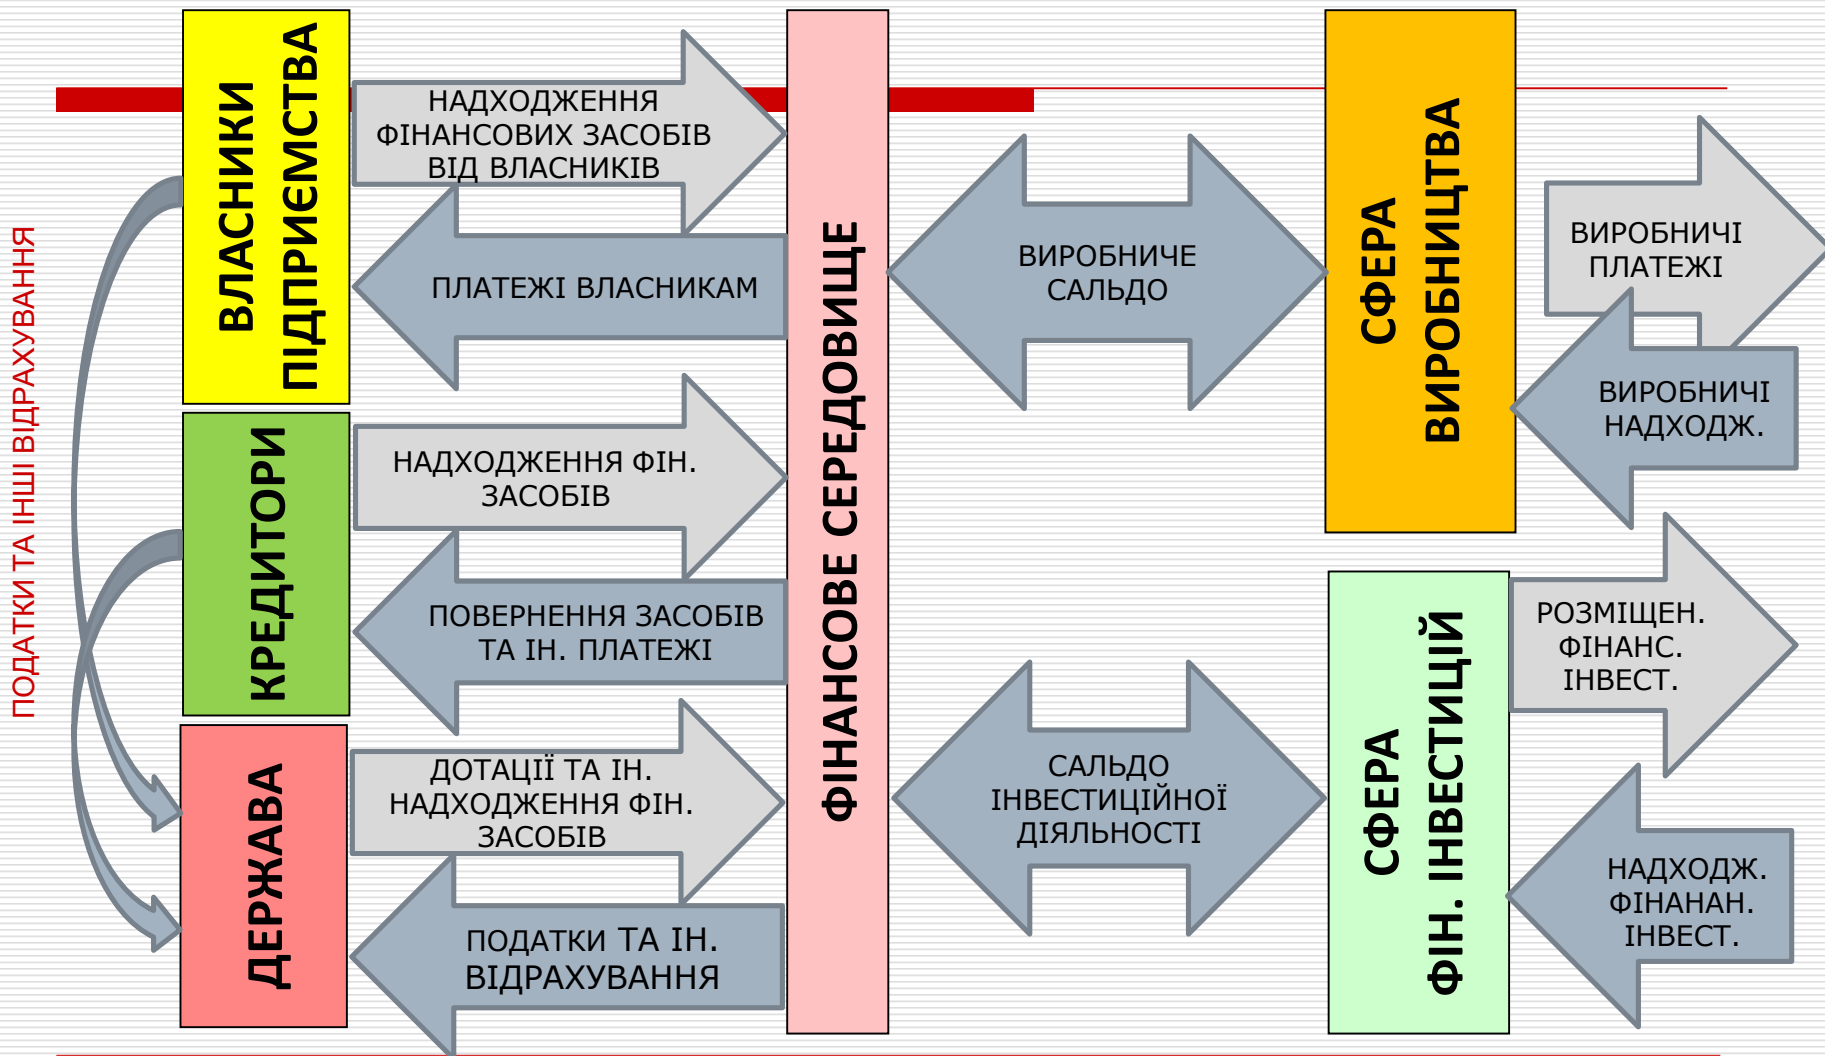 ПОДАТКИ ТА ІНШІ ВІДРАХУВАННЯ
ВЛАСНИКИ
ПІДПРИЄМСТВА
НАДХОДЖЕННЯ
ФІНАНСОВИХ ЗАСОБІВ
ВІД ВЛАСНИКІВ
ПЛАТЕЖІ ВЛАСНИКАМ
КРЕДИТОРИ
НАДХОДЖЕННЯ ФІН.
ЗАСОБІВ
ПОВЕРНЕННЯ ЗАСОБІВ
ТА ІН. ПЛАТЕЖІ
ДЕРЖАВА
ДОТАЦІЇ ТА ІН.
НАДХОДЖЕННЯ ФІН.
ЗАСОБІВ
ПОДАТКИ ТА ІН.
ВІДРАХУВАННЯ
ФІНАНСОВЕ СЕРЕДОВИЩЕ
ВИРОБНИЧЕ
САЛЬДО
САЛЬДО
ІНВЕСТИЦІЙНОЇ
ДІЯЛЬНОСТІ
СФЕРА
ВИРОБНИЦТВА
ВИРОБНИЧІ
ПЛАТЕЖІ
ВИРОБНИЧІ
НАДХОДЖ.
СФЕРА
ФІН. ІНВЕСТИЦІЙ
РОЗМІЩЕН.
ФІНАНС.
ІНВЕСТ.
НАДХОДЖ.
ФІНАНАН.
ІНВЕСТ.